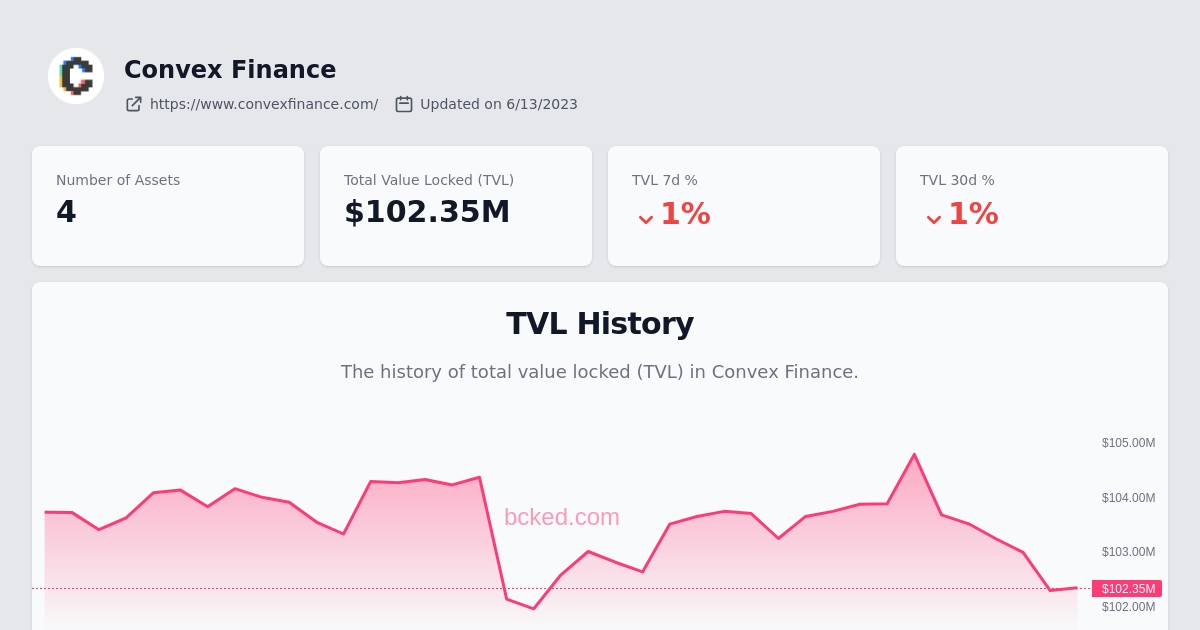 Convex Finance
https://www.convexfinance.com/ Updated on 6/13/2023
Number of Assets
4
Total Value Locked (TVL)
$102.35M
TVL 7d %
1%
TVL 30d %
1%
TVL History
The history of total value locked (TVL) in Convex Finance.
$105.00M
$104.00M
bcked.com
$103.00M
$102.35M
$102.00M